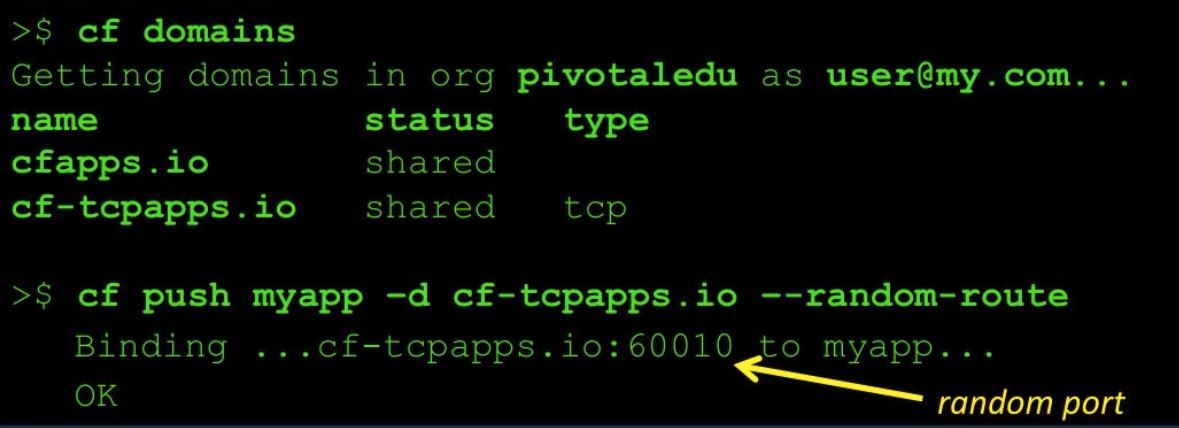 >$ cf domains
Getting domains in org pivotaledu as user@my.com...
name status type
cfapps.io shared
cf-tcpapps.io shared tcp
>$ cf push myapp –d cf-tcpapps.io --random-route
Binding ...cf-tcpapps.io:60010 to myapp...
OK
random port